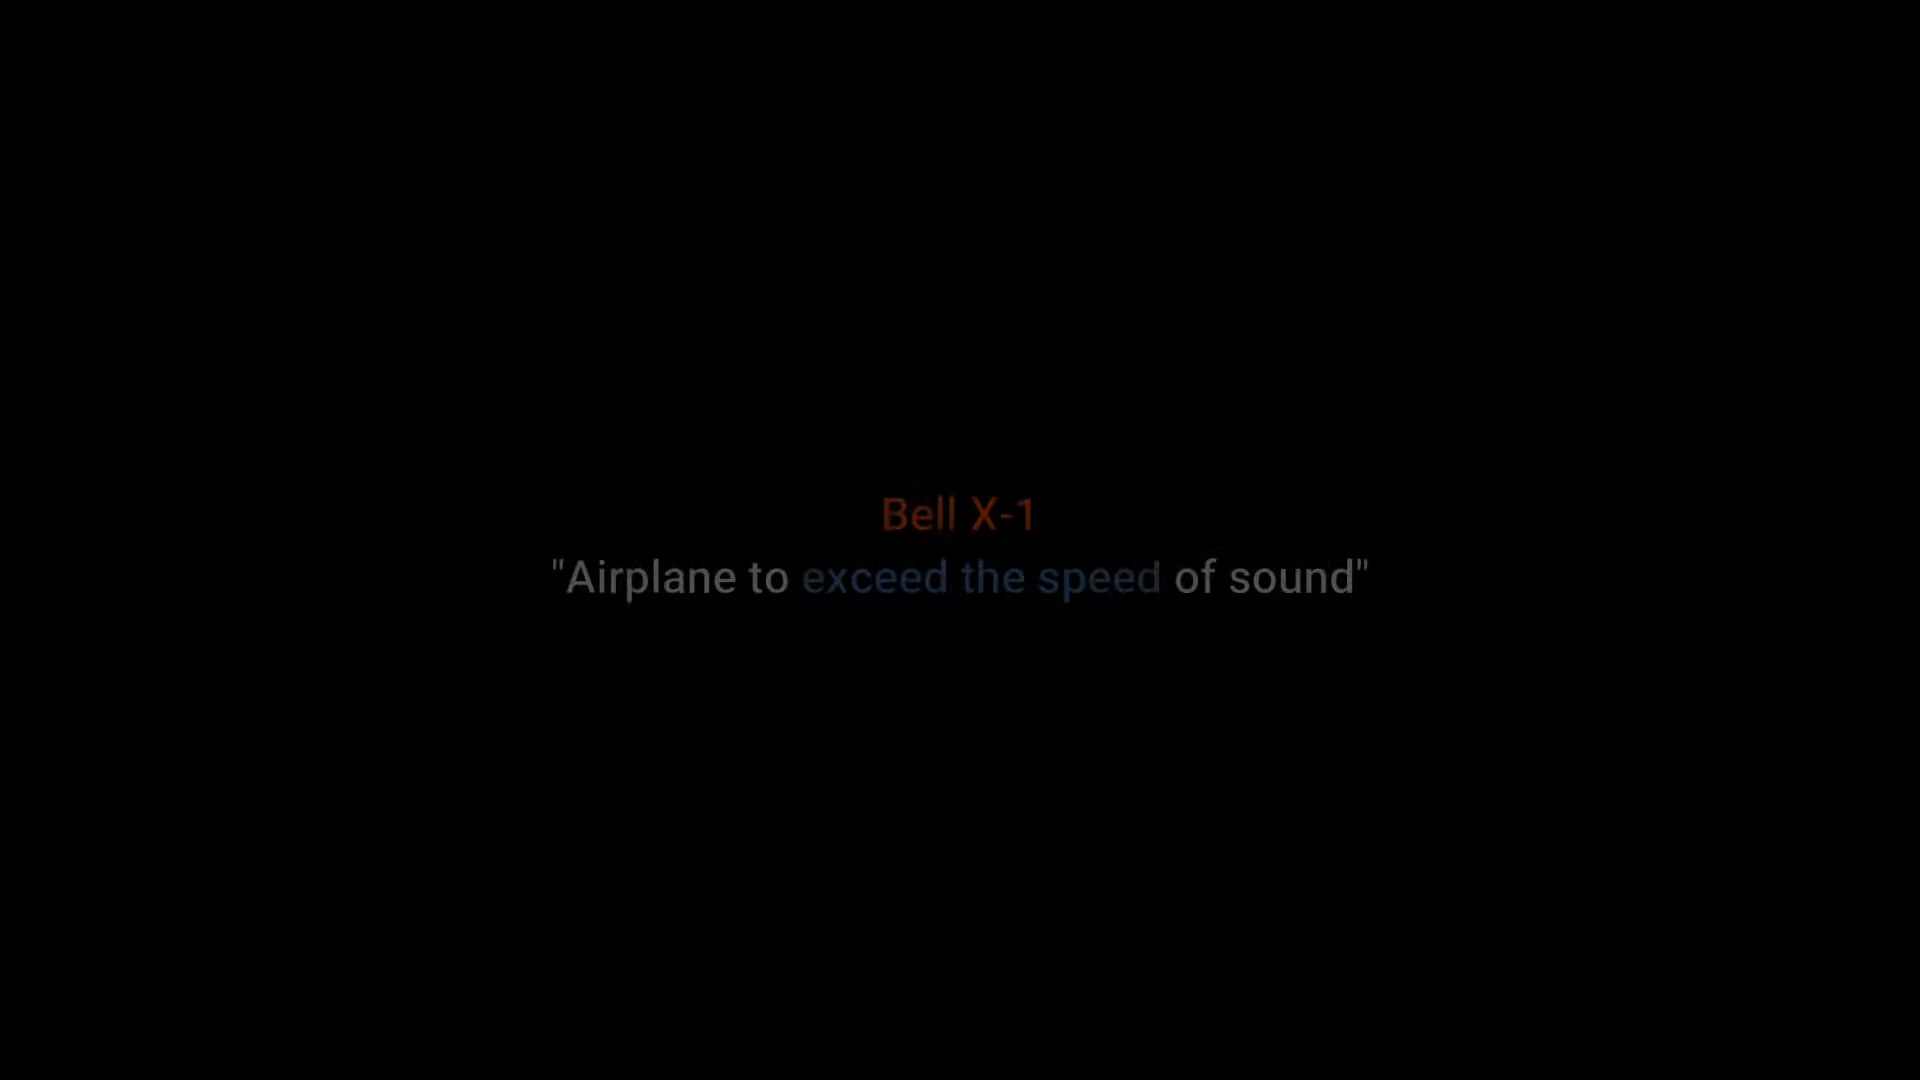 Bell X-1
"Airplane to exceed the speed of sound"